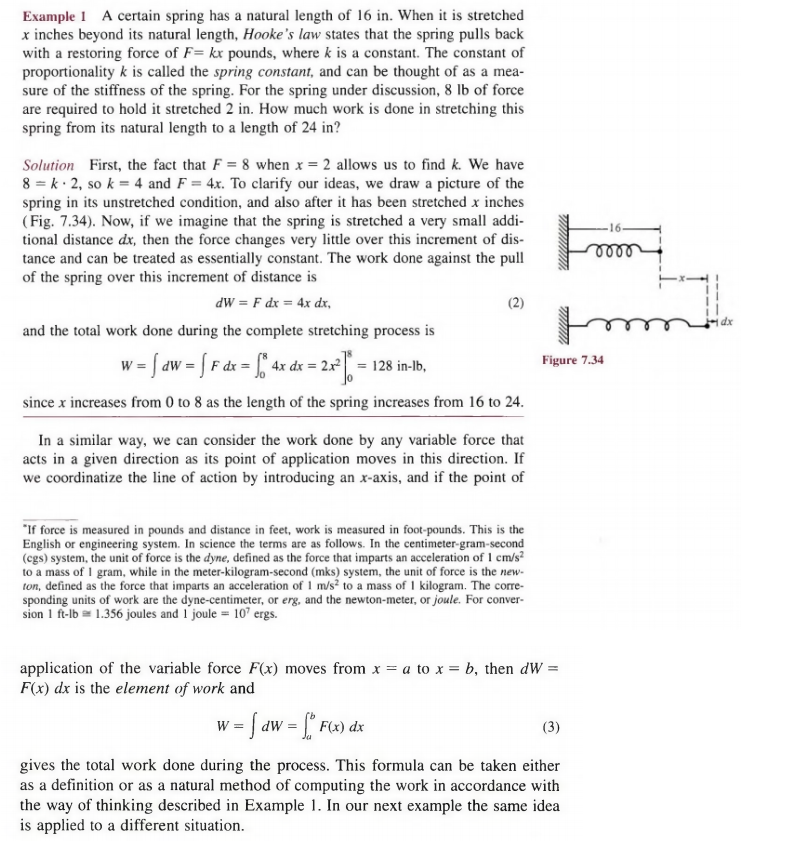 Example 1 A certain spring has a natural length of 16 in. When it is stretched
x inches beyond its natural length, Hooke's law states that the spring pulls back
with a restoring force of F= kx pounds, where k is a constant. The constant of
proportionality k is called the spring constant, and can be thought of as a mea-
sure of the stiffness of the spring. For the spring under discussion, 8 lb of force
are required to hold it stretched 2 in. How much work is done in stretching this
spring from its natural length to a length of 24 in?
Solution First, the fact that F = 8 when x = 2 allows us to find k. We have
8 = k · 2, so k = 4 and F = 4x. To clarify our ideas, we draw a picture of the
spring in its unstretched condition, and also after it has been stretched x inches
(Fig. 7.34). Now, if we imagine that the spring is stretched a very small addi-
tional distance dx, then the force changes very little over this increment of dis-
tance and can be treated as essentially constant. The work done against the pull
of the spring over this increment of distance is
dW = F dx = 4x dx, (2)
and the total work done during the complete stretching process is
W = ∫ dW = ∫ F dx = ∫₀⁸ 4x dx = 2x²]₀⁸ = 128 in-lb,
since x increases from 0 to 8 as the length of the spring increases from 16 to 24.
16
x
dx
Figure 7.34
In a similar way, we can consider the work done by any variable force that
acts in a given direction as its point of application moves in this direction. If
we coordinatize the line of action by introducing an x-axis, and if the point of
*If force is measured in pounds and distance in feet, work is measured in foot-pounds. This is the
English or engineering system. In science the terms are as follows. In the centimeter-gram-second
(cgs) system, the unit of force is the dyne, defined as the force that imparts an acceleration of 1 cm/s²
to a mass of 1 gram, while in the meter-kilogram-second (mks) system, the unit of force is the new-
ton, defined as the force that imparts an acceleration of 1 m/s² to a mass of 1 kilogram. The corre-
sponding units of work are the dyne-centimeter, or erg, and the newton-meter, or joule. For conver-
sion 1 ft-lb ≅ 1.356 joules and 1 joule = 10⁷ ergs.
application of the variable force F(x) moves from x = a to x = b, then dW =
F(x) dx is the element of work and
W = ∫ dW = ∫ₐᵇ F(x) dx (3)
gives the total work done during the process. This formula can be taken either
as a definition or as a natural method of computing the work in accordance with
the way of thinking described in Example 1. In our next example the same idea
is applied to a different situation.